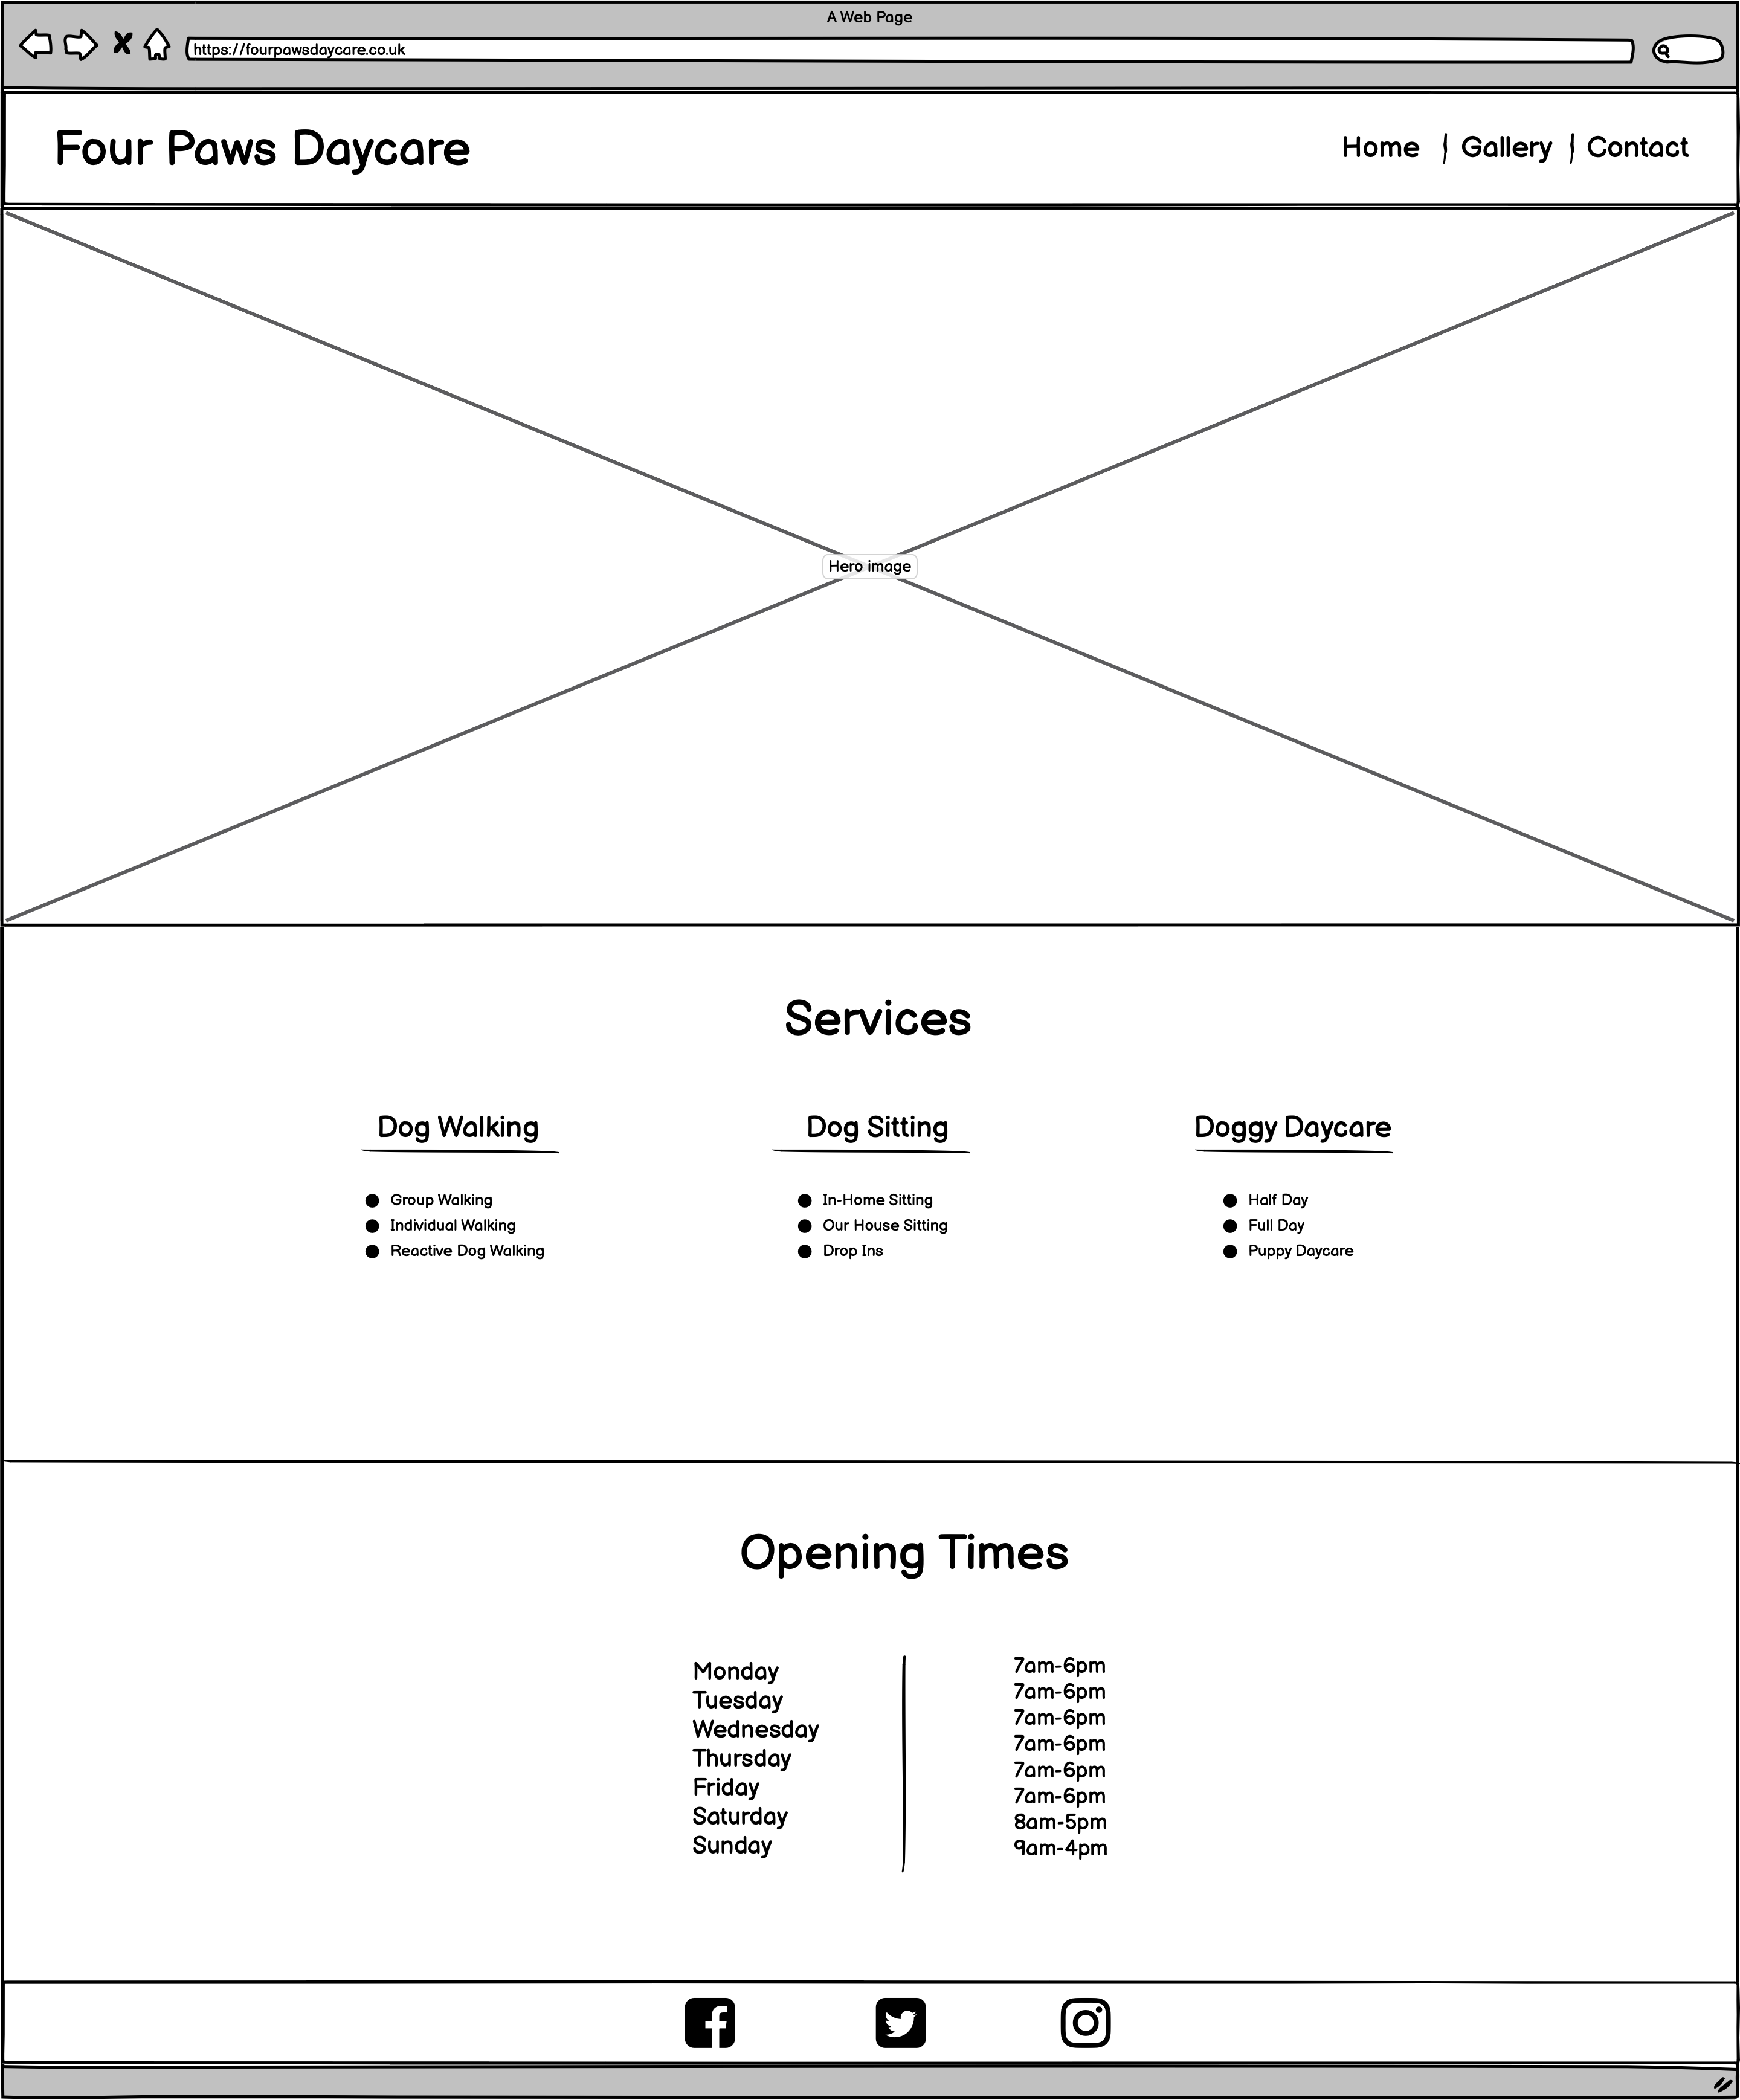 A Web Page
https://fourpawsdaycare.co.uk
Four Paws Daycare
Home | Gallery | Contact
Hero image
Services
Dog Walking
Group Walking
Individual Walking
Reactive Dog Walking
Dog Sitting
In-Home Sitting
Our House Sitting
Drop Ins
Doggy Daycare
Half Day
Full Day
Puppy Daycare
Opening Times
Monday
Tuesday
Wednesday
Thursday
Friday
Saturday
Sunday
7am-6pm
7am-6pm
7am-6pm
7am-6pm
7am-6pm
7am-6pm
8am-5pm
9am-4pm